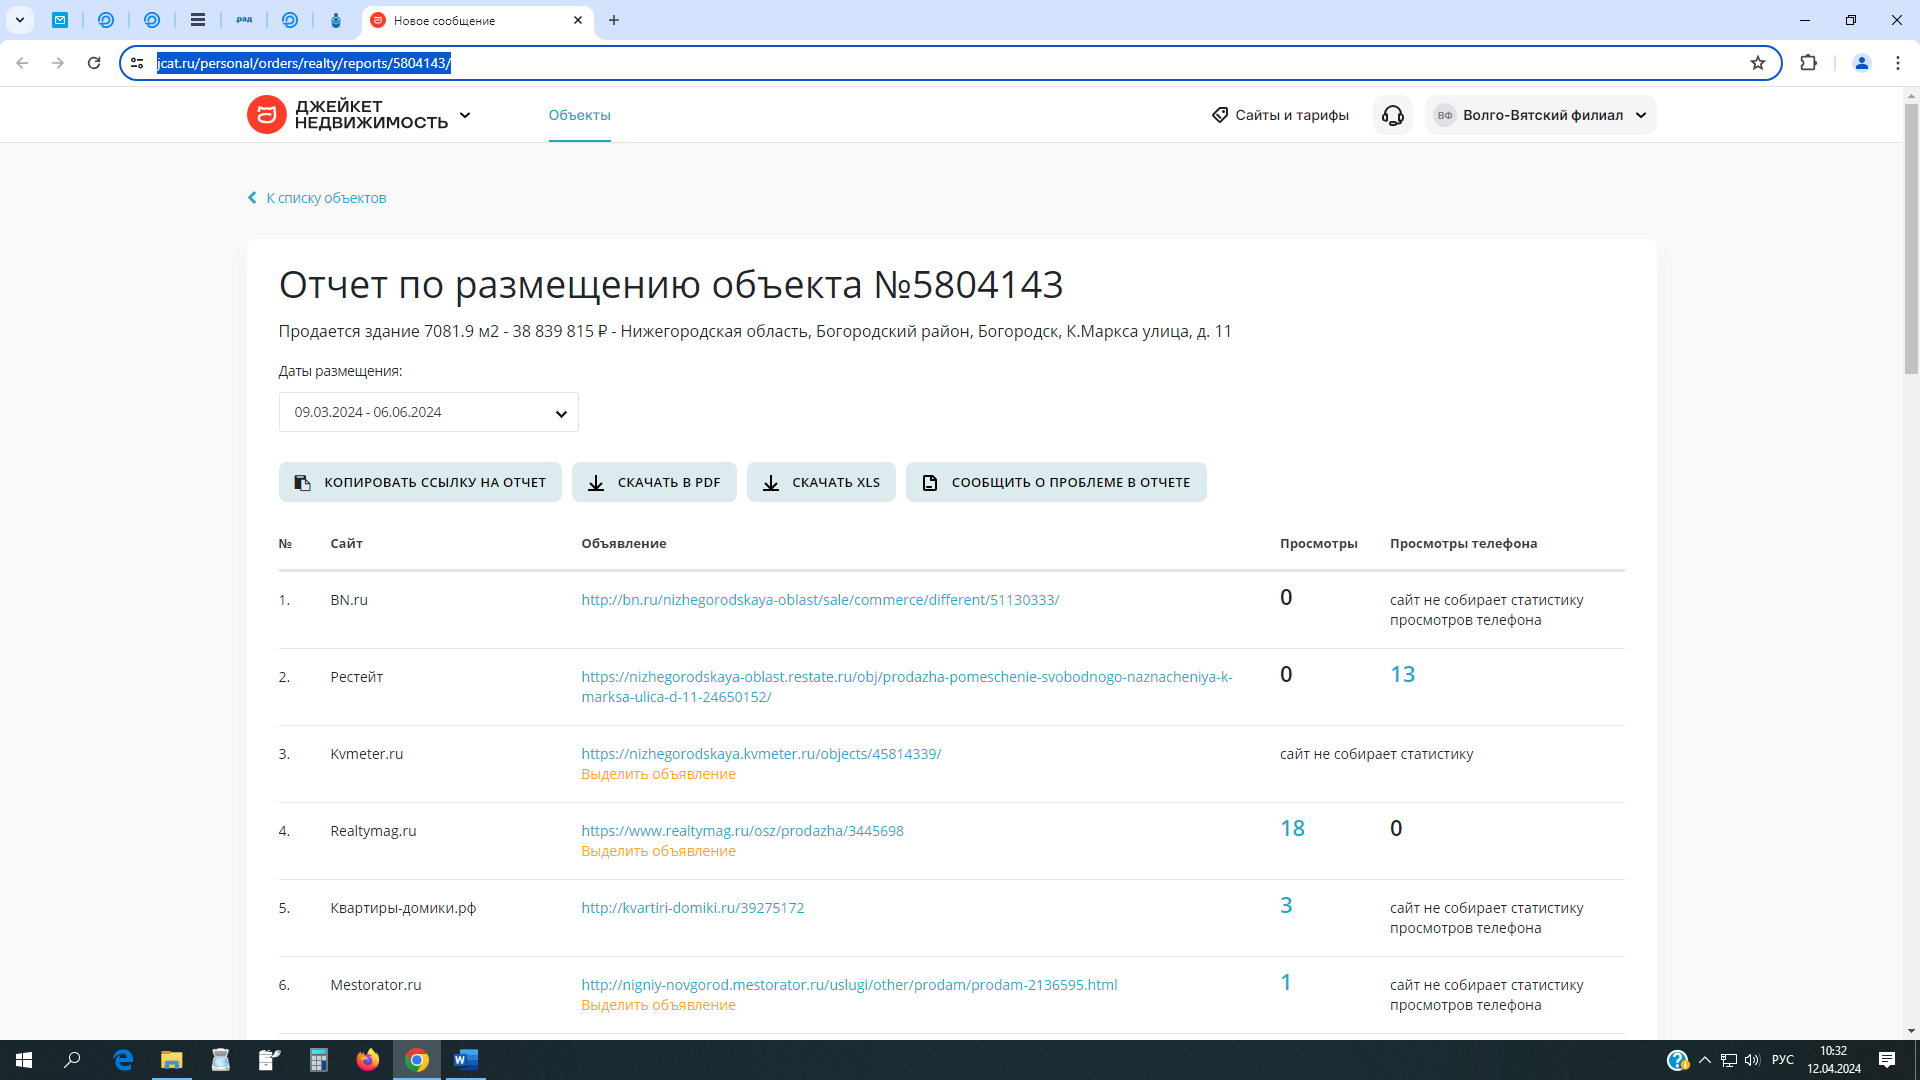 рад
Новое сообщение
jcat.ru/personal/orders/realty/reports/5804143/
ДЖЕЙКЕТ
НЕДВИЖИМОСТЬ
Объекты
Сайты и тарифы
ВФ Волго-Вятский филиал
К списку объектов
Отчет по размещению объекта №5804143
Продается здание 7081.9 м2 - 38 839 815 ₽ - Нижегородская область, Богородский район, Богородск, К.Маркса улица, д. 11
Даты размещения:
09.03.2024 - 06.06.2024
КОПИРОВАТЬ ССЫЛКУ НА ОТЧЕТ СКАЧАТЬ В PDF СКАЧАТЬ XLS СООБЩИТЬ О ПРОБЛЕМЕ В ОТЧЕТЕ
№ Сайт Объявление Просмотры Просмотры телефона
1. BN.ru http://bn.ru/nizhegorodskaya-oblast/sale/commerce/different/51130333/ 0 сайт не собирает статистику
просмотров телефона
2. Рестейт https://nizhegorodskaya-oblast.restate.ru/obj/prodazha-pomeschenie-svobodnogo-naznacheniya-k- 0 13
marksa-ulica-d-11-24650152/
3. Kvmeter.ru https://nizhegorodskaya.kvmeter.ru/objects/45814339/ сайт не собирает статистику
Выделить объявление
4. Realtymag.ru https://www.realtymag.ru/osz/prodazha/3445698 18 0
Выделить объявление
5. Квартиры-домики.рф http://kvartiri-domiki.ru/39275172 3 сайт не собирает статистику
просмотров телефона
6. Mestorator.ru http://nigniy-novgorod.mestorator.ru/uslugi/other/prodam/prodam-2136595.html 1 сайт не собирает статистику
Выделить объявление просмотров телефона
РУС
10:32
12.04.2024